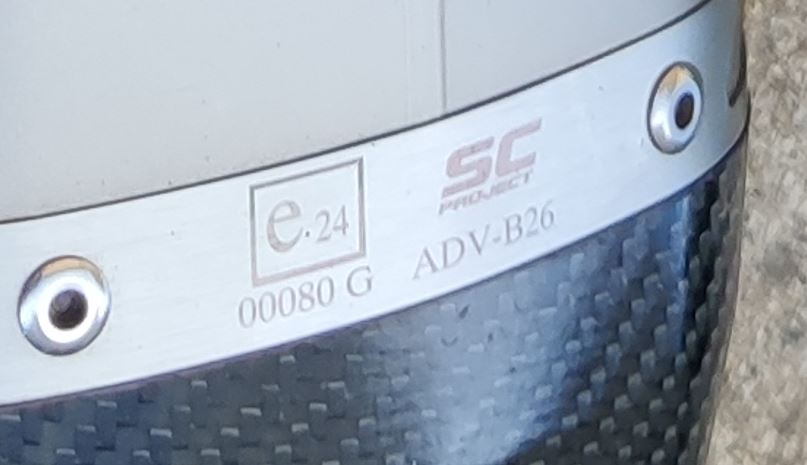 e.24
00080 G
SC
PROJECT
ADV-B26